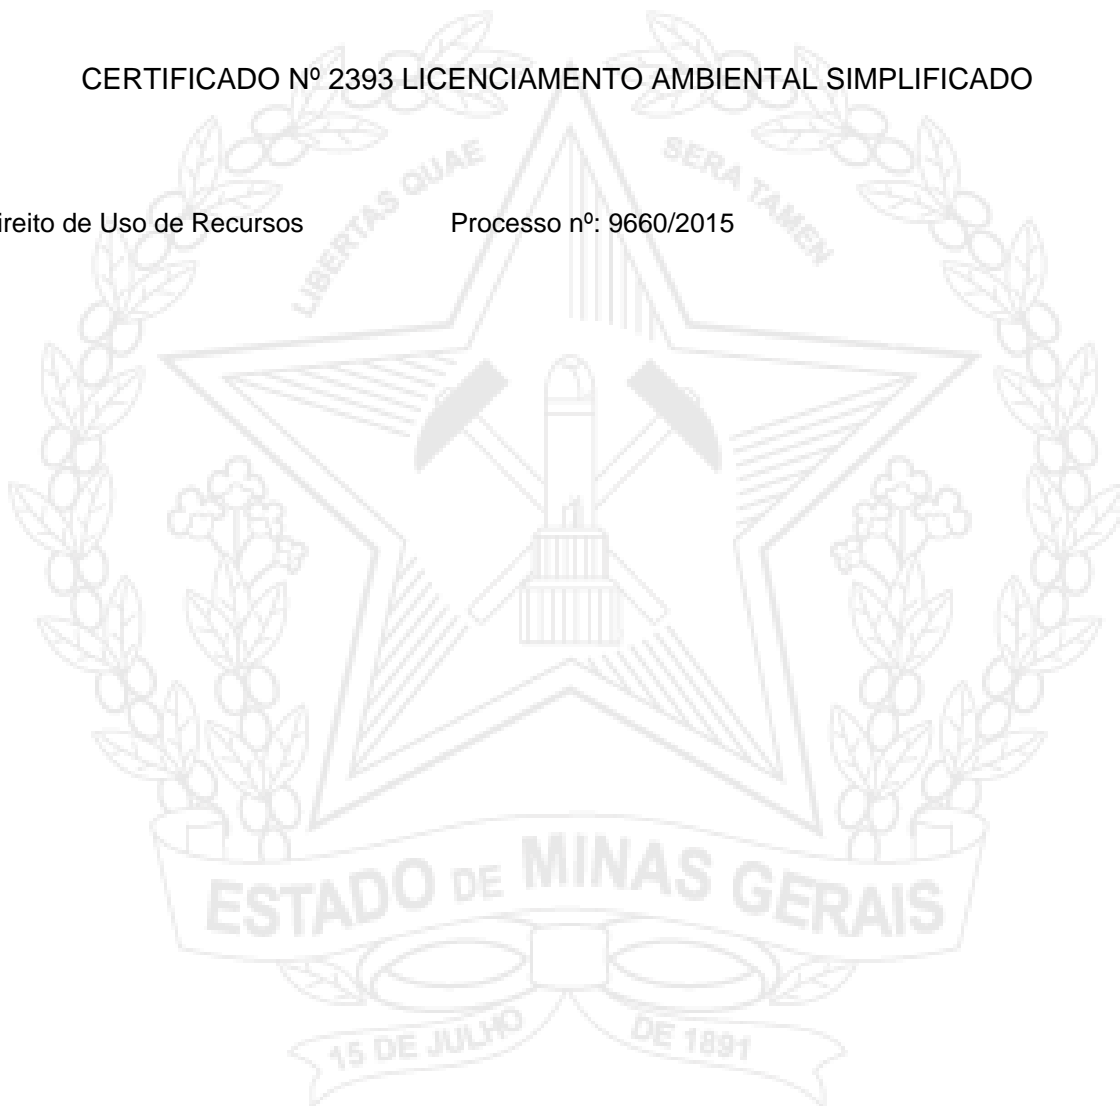 CERTIFICADO Nº 2393 LICENCIAMENTO AMBIENTAL SIMPLIFICADO
LIBERTAS QUAE SERA TAMEN
ireito de Uso de Recursos Processo nº: 9660/2015
ESTADO DE MINAS GERAIS
15 DE JULHO DE 1891